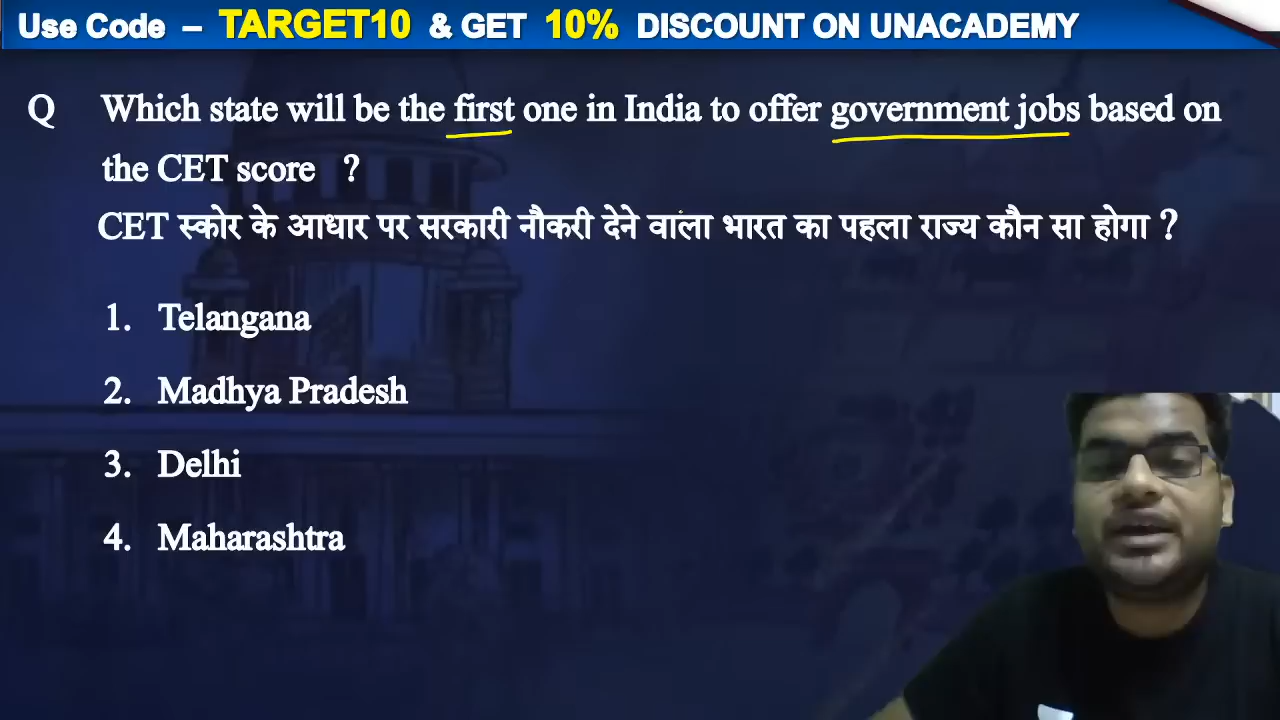 Use Code – TARGET10 & GET 10% DISCOUNT ON UNACADEMY
Q Which state will be the first one in India to offer government jobs based on
the CET score ?
CET स्कोर के आधार पर सरकारी नौकरी देने वाला भारत का पहला राज्य कौन सा होगा ?
1. Telangana
2. Madhya Pradesh
3. Delhi
4. Maharashtra